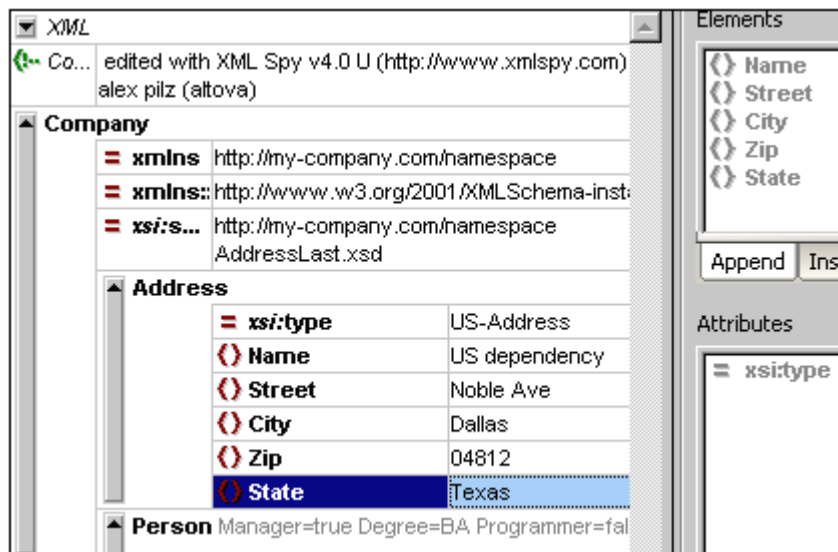 XML
Co... edited with XML Spy v4.0 U (http://www.xmlspy.com)
alex pilz (altova)
Company
= xmlns http://my-company.com/namespace
= xmlns: http://www.w3.org/2001/XMLSchema-insta
= xsi:s... http://my-company.com/namespace
AddressLast.xsd
Address
= xsi:type US-Address
Name US dependency
Street Noble Ave
City Dallas
Zip 04812
State Texas
Person Manager=true Degree=BA Programmer=fal
Elements
Name
Street
City
Zip
State
Append Ins
Attributes
= xsi:type